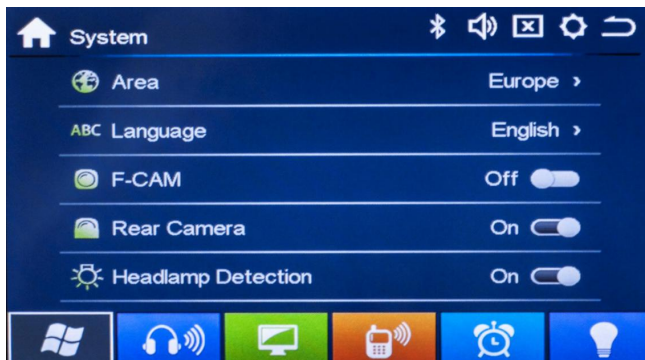 System
Area Europe
ABC Language English
F-CAM Off
Rear Camera On
Headlamp Detection On